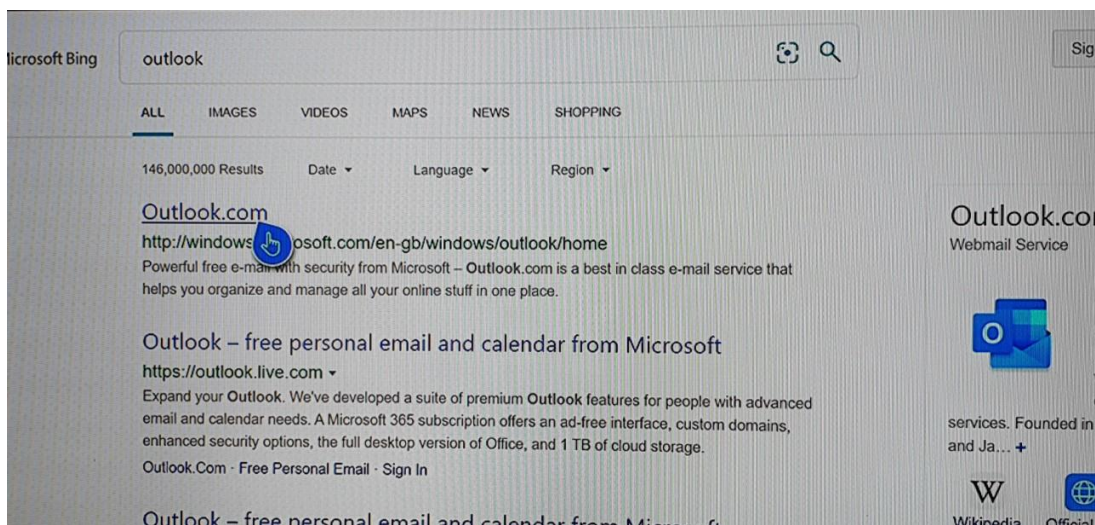 Microsoft Bing
outlook
Sig
ALL IMAGES VIDEOS MAPS NEWS SHOPPING
146,000,000 Results Date Language Region
Outlook.com
http://windows osoft.com/en-gb/windows/outlook/home
Powerful free e-mail with security from Microsoft – Outlook.com is a best in class e-mail service that
helps you organize and manage all your online stuff in one place.
Outlook – free personal email and calendar from Microsoft
https://outlook.live.com
Expand your Outlook. We've developed a suite of premium Outlook features for people with advanced
email and calendar needs. A Microsoft 365 subscription offers an ad-free interface, custom domains,
enhanced security options, the full desktop version of Office, and 1 TB of cloud storage.
Outlook.Com · Free Personal Email · Sign In
Outlook – free personal email and calendar from
Outlook.co
Webmail Service
O
services. Founded in
and Ja... +
W
Wikipedia Official